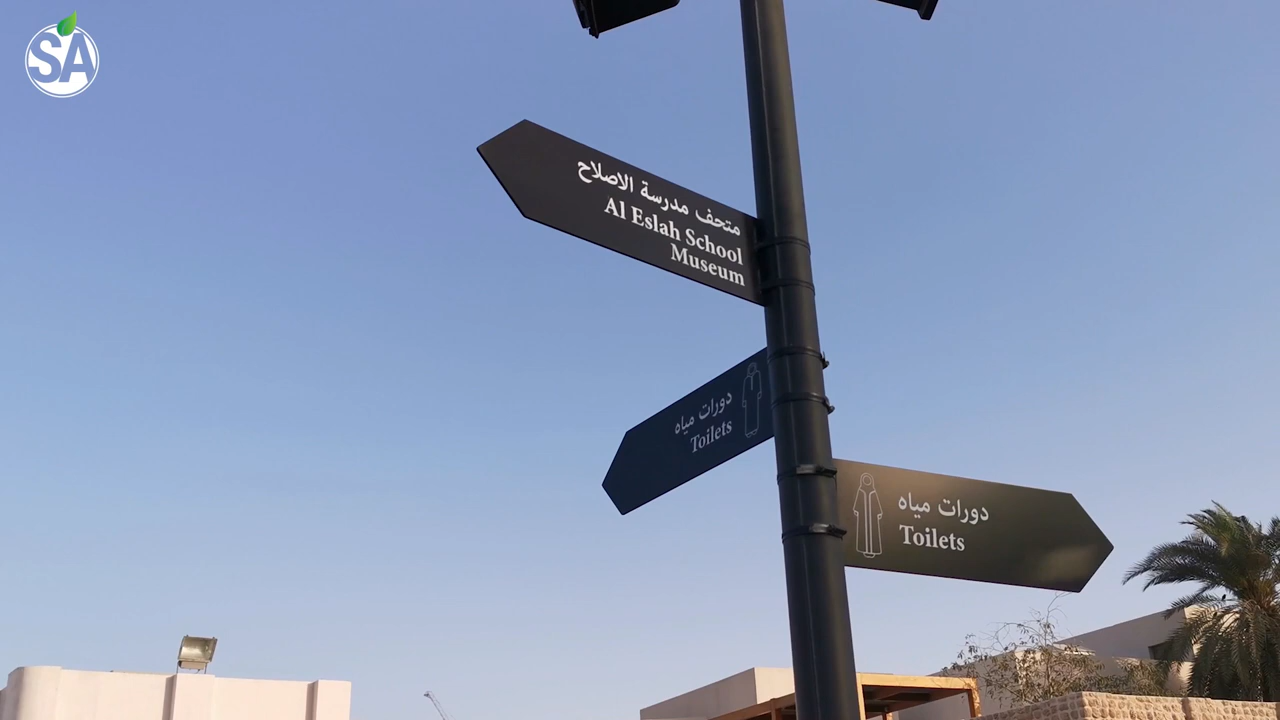 SA
متحف مدرسة الاصلاح
Al Eslah School
Museum
دورات مياه
Toilets
دورات مياه
Toilets